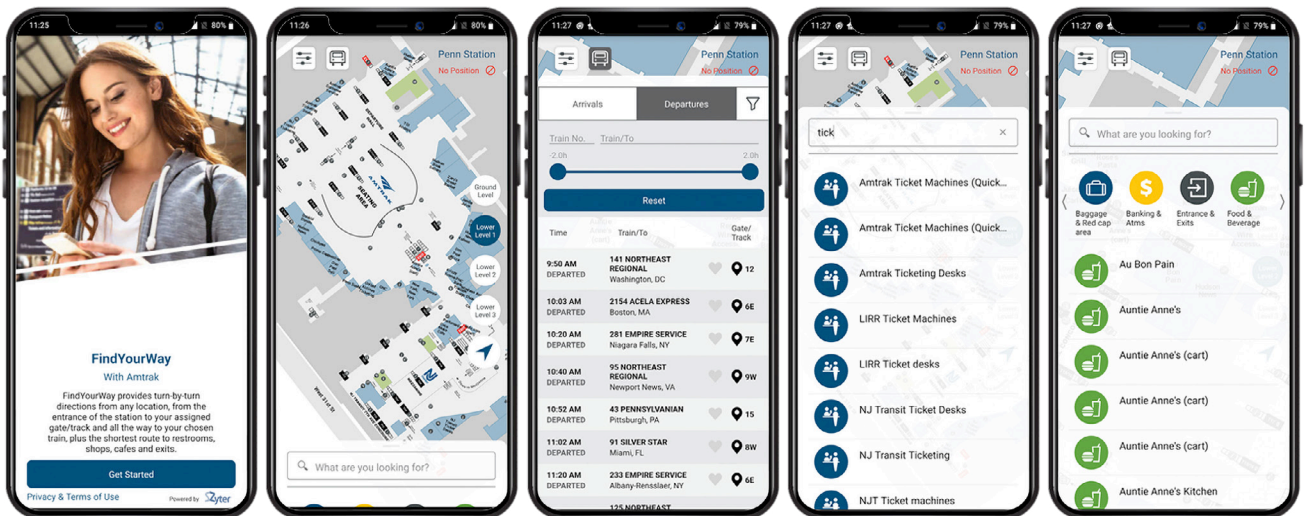 11:25
80%
FindYourWay
With Amtrak
FindYourWay provides turn-by-turn
directions from any location, from the
entrance of the station to your assigned
gate/track and all the way to your chosen
train, plus the shortest route to restrooms,
shops, cafes and exits.
Get Started
Privacy & Terms of Use
Powered by Zyter
11:26
80%
Penn Station
No Position
AMTRAK
SEATING
AREA
Ground
Level
Lower
Level 1
Lower
Level 2
Lower
Level 3
West 31st St
What are you looking for?
11:27
79%
Penn Station
No Position
Arrivals
Departures
Train No.
Train/To
-2.0h
2.0h
Reset
Time
Train/To
Gate/
Track
9:50 AM
DEPARTED
141 NORTHEAST
REGIONAL
Washington, DC
12
10:03 AM
DEPARTED
2154 ACELA EXPRESS
Boston, MA
6E
10:20 AM
DEPARTED
281 EMPIRE SERVICE
Niagara Falls, NY
7E
10:40 AM
DEPARTED
95 NORTHEAST
REGIONAL
Newport News, VA
9W
10:52 AM
DEPARTED
43 PENNSYLVANIAN
Pittsburgh, PA
15
11:02 AM
DEPARTED
91 SILVER STAR
Miami, FL
8W
11:20 AM
DEPARTED
233 EMPIRE SERVICE
Albany-Rensslaer, NY
6E
125 NORTHEAST
11:27
79%
Penn Station
No Position
tick
Amtrak Ticket Machines (Quick...
Amtrak Ticket Machines (Quick...
Amtrak Ticketing Desks
LIRR Ticket Machines
LIRR Ticket desks
NJ Transit Ticket Desks
NJ Transit Ticketing
NJT Ticket machines
11:27
79%
Penn Station
No Position
What are you looking for?
Baggage
& Red cap
area
Banking &
Atms
Entrance &
Exits
Food &
Beverage
Au Bon Pain
Auntie Anne's
Auntie Anne's (cart)
Auntie Anne's (cart)
Auntie Anne's (cart)
Auntie Anne's Kitchen